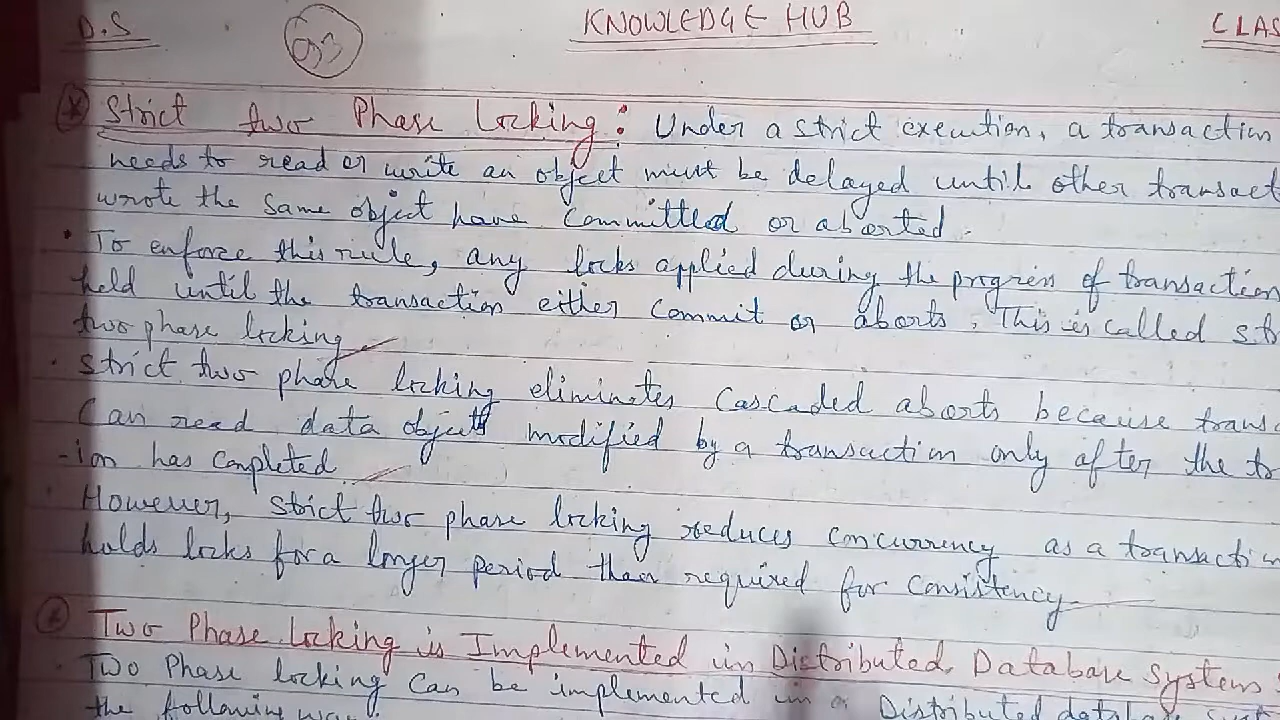 D.S KNOWLEDGE HUB CLAS
Strict two Phase Locking: Under a strict execution, a transaction
needs to read or write an object must be delayed until other transact
wrote the same object have committed or aborted.
• To enforce this rule, any locks applied during the progress of transaction
held until the transaction either commit or aborts. This is called st
two phase locking
• Strict two phase locking eliminates cascaded aborts because trans
can read data objects modified by a transaction only after the tr
-ion has completed
• However, strict two phase locking reduces concurrency as a transaction
holds locks for a longer period than required for consistency
Two Phase Locking is Implemented in Distributed Database System:
• Two Phase locking can be implemented in a Distributed database
the following way.